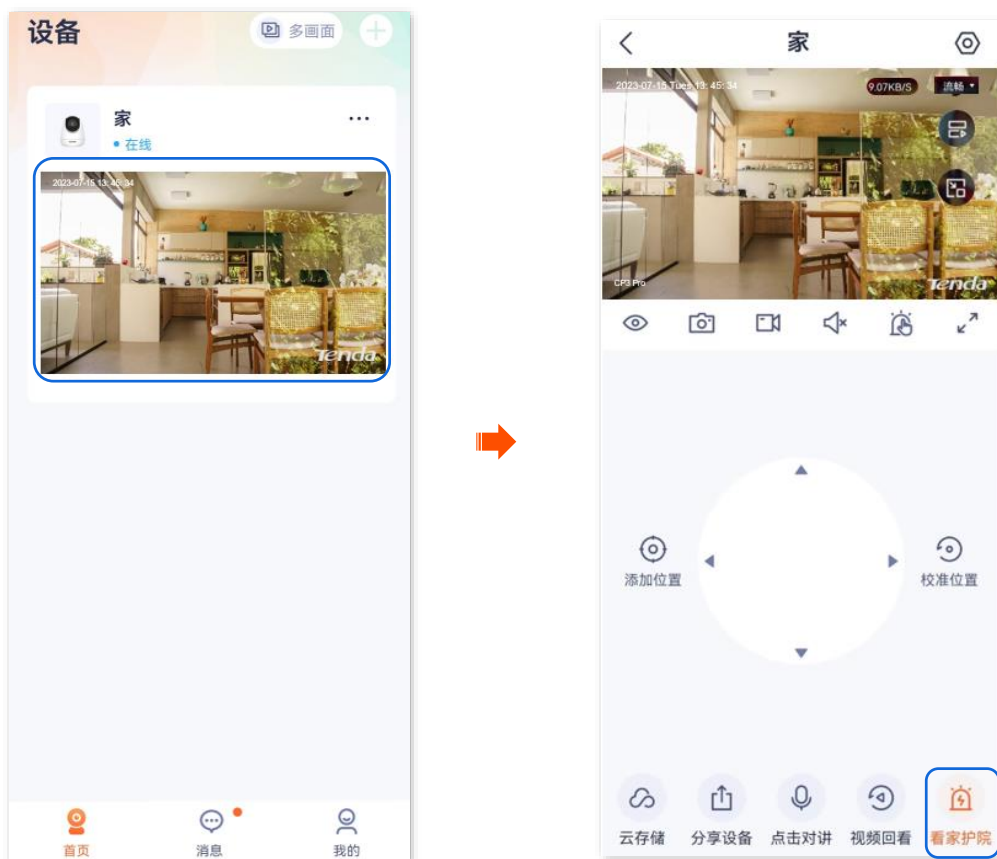 设备
多画面
家
在线
2023-07-15 13:45:34
Tenda
首页
消息
我的
家
2023-07-15 Tues 13:45:34
9.07KB/S
流畅
CP3 Pro
Tenda
添加位置
校准位置
云存储
分享设备
点击对讲
视频回看
看家护院